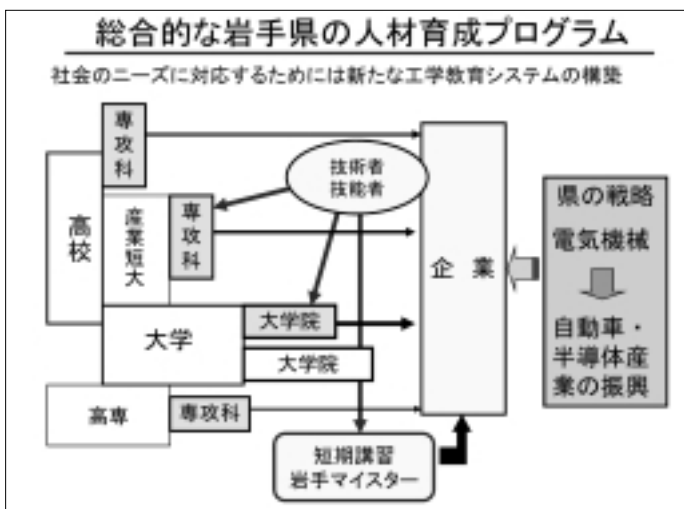 総合的な岩手県の人材育成プログラム
社会のニーズに対応するためには新たな工学教育システムの構築
専攻科
高校
産業短大
専攻科
技術者
技能者
企業
県の戦略
電気機械
自動車・
半導体産
業の振興
大学
大学院
大学院
高専
専攻科
短期講習
岩手マイスター